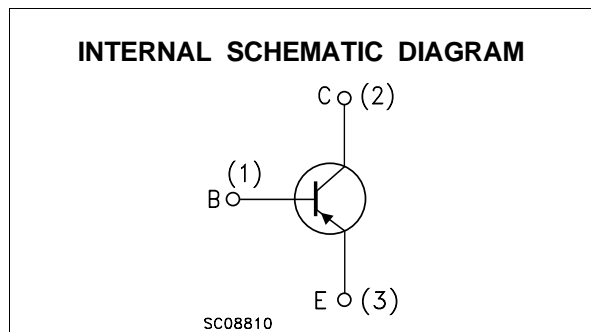 INTERNAL SCHEMATIC DIAGRAM
C (2)
(1)
B
E (3)
SC08810